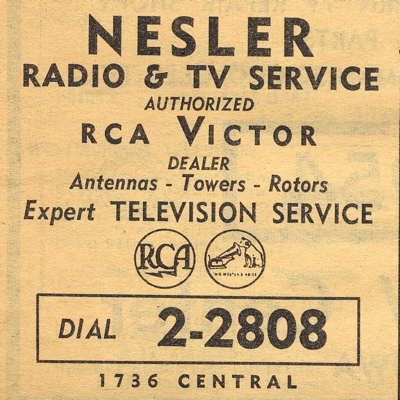 NESLER
RADIO & TV SERVICE
AUTHORIZED
RCA VICTOR
DEALER
Antennas - Towers - Rotors
Expert TELEVISION SERVICE
RCA
DIAL 2-2808
1736 CENTRAL